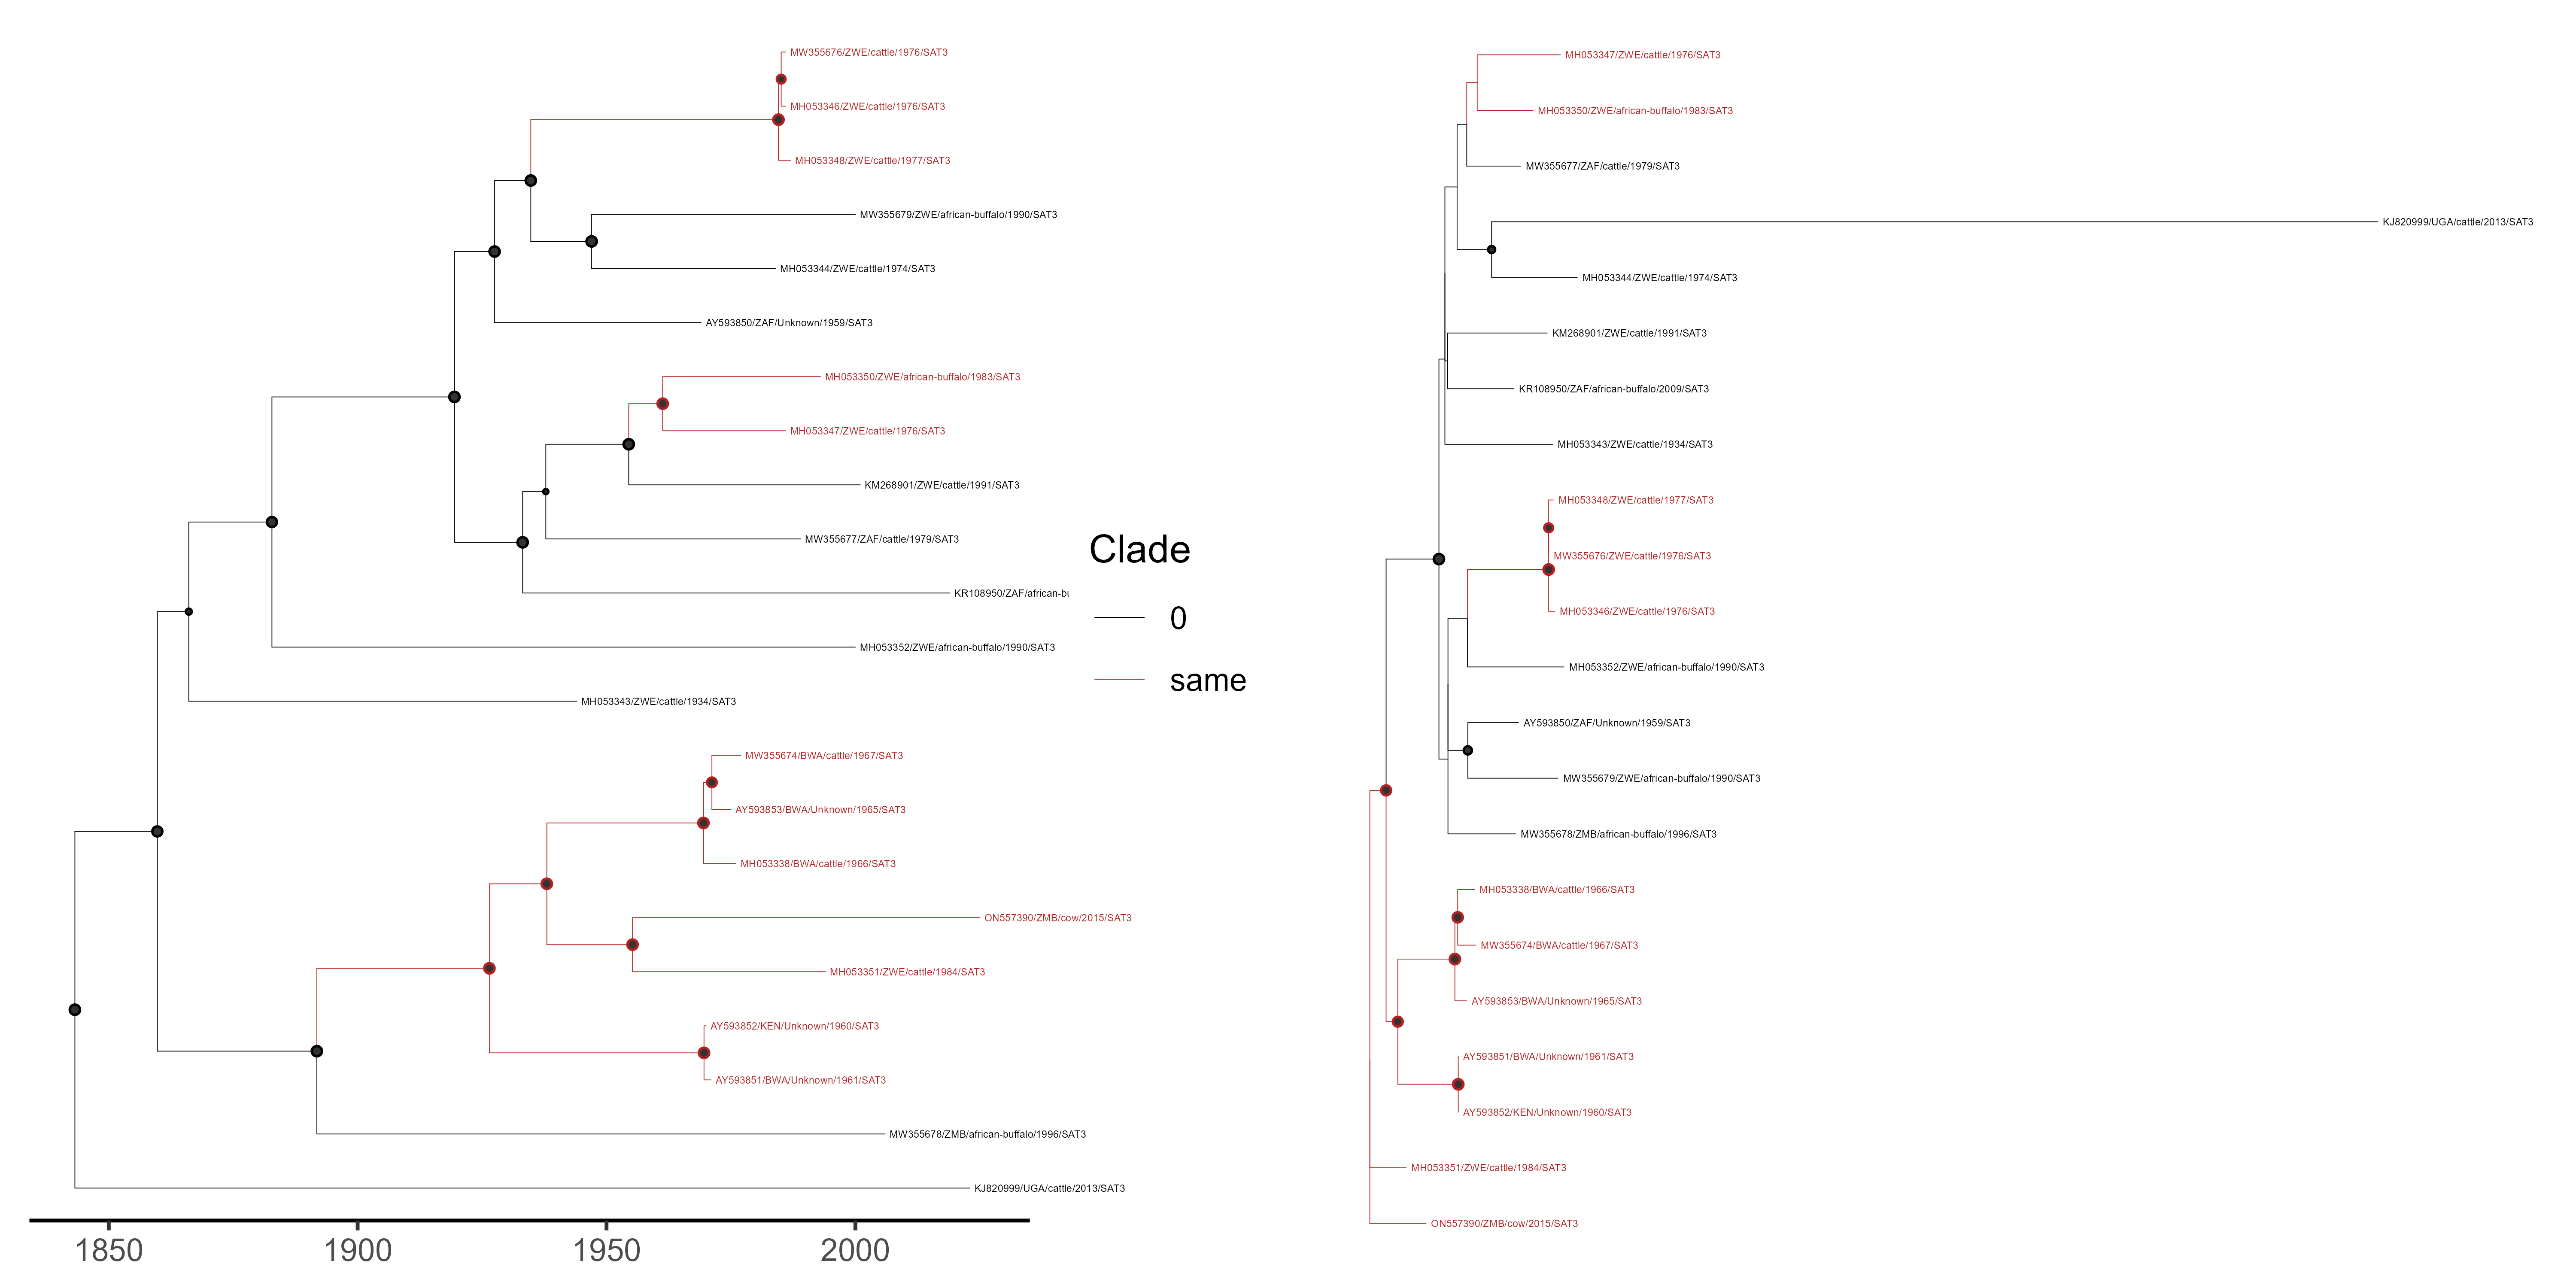 MW355676/ZWE/cattle/1976/SAT3
MH053346/ZWE/cattle/1976/SAT3
MH053348/ZWE/cattle/1977/SAT3
MW355679/ZWE/african-buffalo/1990/SAT3
MH053344/ZWE/cattle/1974/SAT3
AY593850/ZAF/Unknown/1959/SAT3
MH053350/ZWE/african-buffalo/1983/SAT3
MH053347/ZWE/cattle/1976/SAT3
KM268901/ZWE/cattle/1991/SAT3
MW355677/ZAF/cattle/1979/SAT3
KR108950/ZAF/african-bu
MH053352/ZWE/african-buffalo/1990/SAT3
MH053343/ZWE/cattle/1934/SAT3
MW355674/BWA/cattle/1967/SAT3
AY593853/BWA/Unknown/1965/SAT3
MH053338/BWA/cattle/1966/SAT3
ON557390/ZMB/cow/2015/SAT3
MH053351/ZWE/cattle/1984/SAT3
AY593852/KEN/Unknown/1960/SAT3
AY593851/BWA/Unknown/1961/SAT3
MW355678/ZMB/african-buffalo/1996/SAT3
KJ820999/UGA/cattle/2013/SAT3
1850
1900
1950
2000
Clade
0
same
MH053347/ZWE/cattle/1976/SAT3
MH053350/ZWE/african-buffalo/1983/SAT3
MW355677/ZAF/cattle/1979/SAT3
KJ820999/UGA/cattle/2013/SAT3
MH053344/ZWE/cattle/1974/SAT3
KM268901/ZWE/cattle/1991/SAT3
KR108950/ZAF/african-buffalo/2009/SAT3
MH053343/ZWE/cattle/1934/SAT3
MH053348/ZWE/cattle/1977/SAT3
MW355676/ZWE/cattle/1976/SAT3
MH053346/ZWE/cattle/1976/SAT3
MH053352/ZWE/african-buffalo/1990/SAT3
AY593850/ZAF/Unknown/1959/SAT3
MW355679/ZWE/african-buffalo/1990/SAT3
MW355678/ZMB/african-buffalo/1996/SAT3
MH053338/BWA/cattle/1966/SAT3
MW355674/BWA/cattle/1967/SAT3
AY593853/BWA/Unknown/1965/SAT3
AY593851/BWA/Unknown/1961/SAT3
AY593852/KEN/Unknown/1960/SAT3
MH053351/ZWE/cattle/1984/SAT3
ON557390/ZMB/cow/2015/SAT3